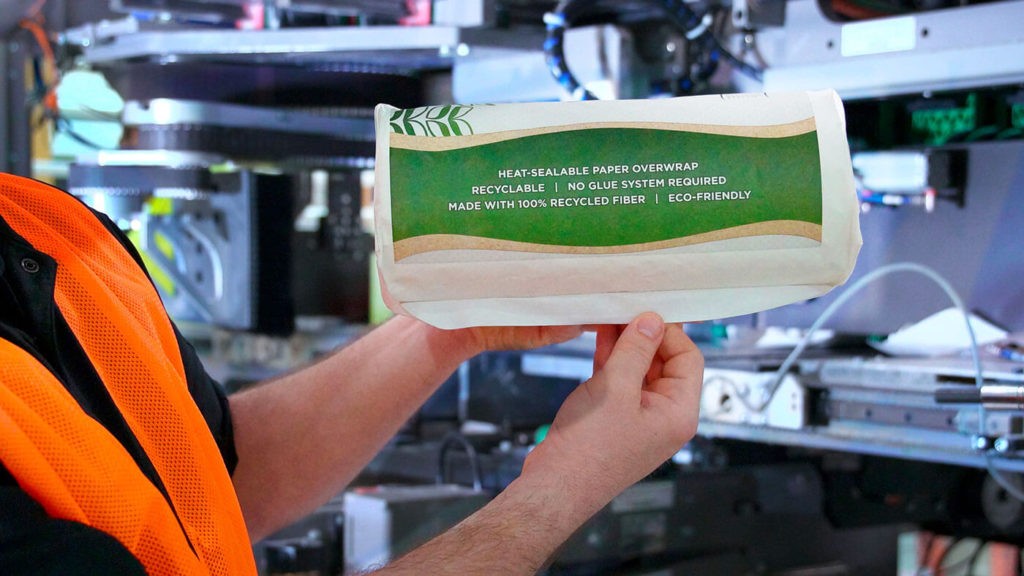 HEAT-SEALABLE PAPER OVERWRAP
RECYCLABLE | NO GLUE SYSTEM REQUIRED
MADE WITH 100% RECYCLED FIBER | ECO-FRIENDLY